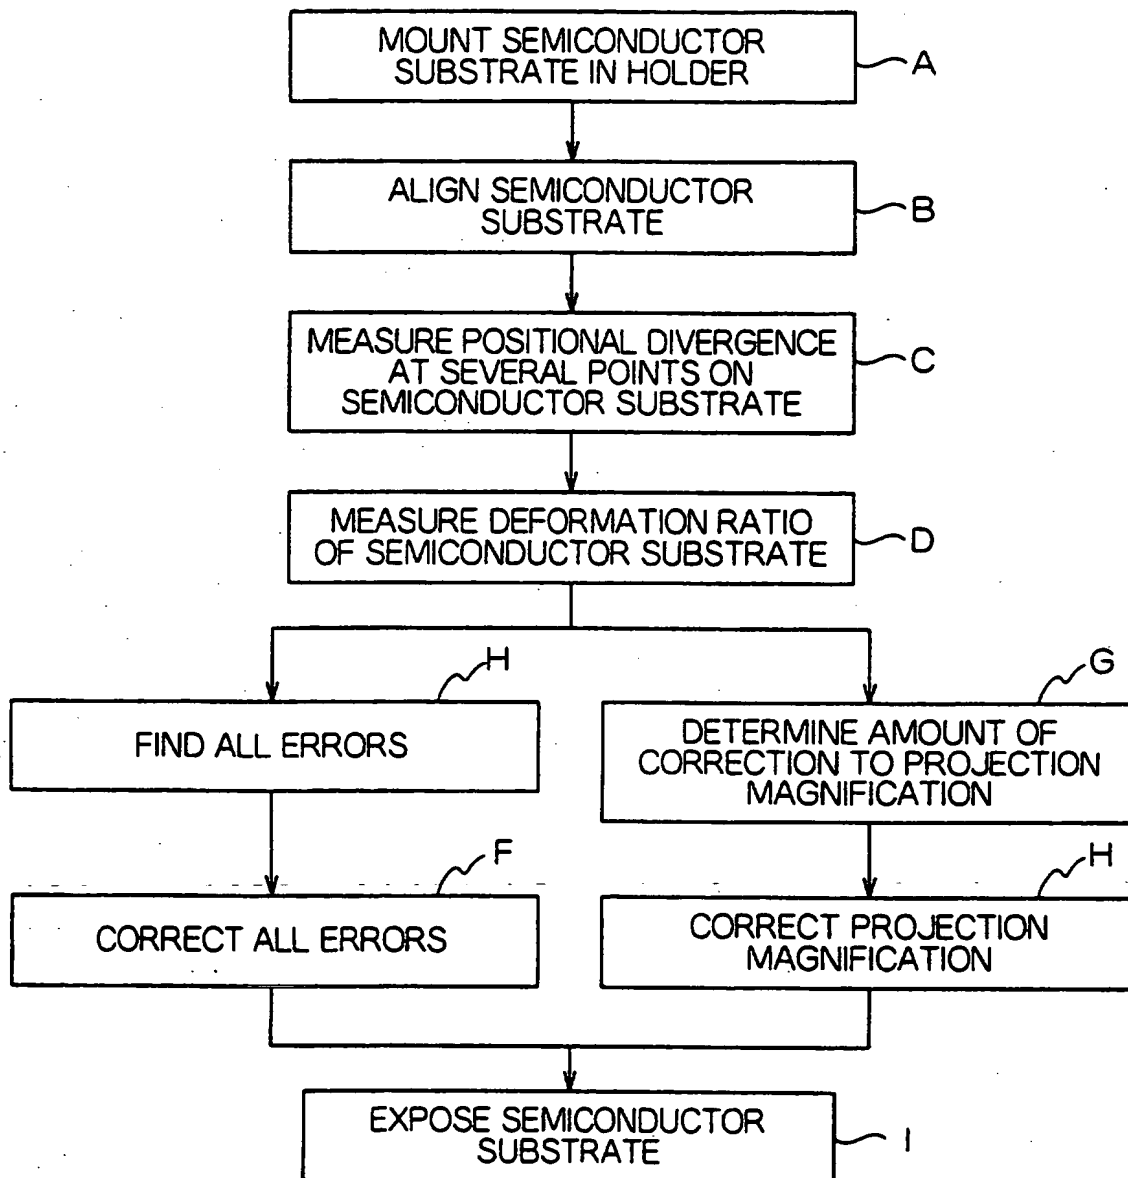 MOUNT SEMICONDUCTOR
SUBSTRATE IN HOLDER
A
ALIGN SEMICONDUCTOR
SUBSTRATE
B
MEASURE POSITIONAL DIVERGENCE
AT SEVERAL POINTS ON
SEMICONDUCTOR SUBSTRATE
C
MEASURE DEFORMATION RATIO
OF SEMICONDUCTOR SUBSTRATE
D
H
FIND ALL ERRORS
G
DETERMINE AMOUNT OF
CORRECTION TO PROJECTION
MAGNIFICATION
F
CORRECT ALL ERRORS
H
CORRECT PROJECTION
MAGNIFICATION
EXPOSE SEMICONDUCTOR
SUBSTRATE
I